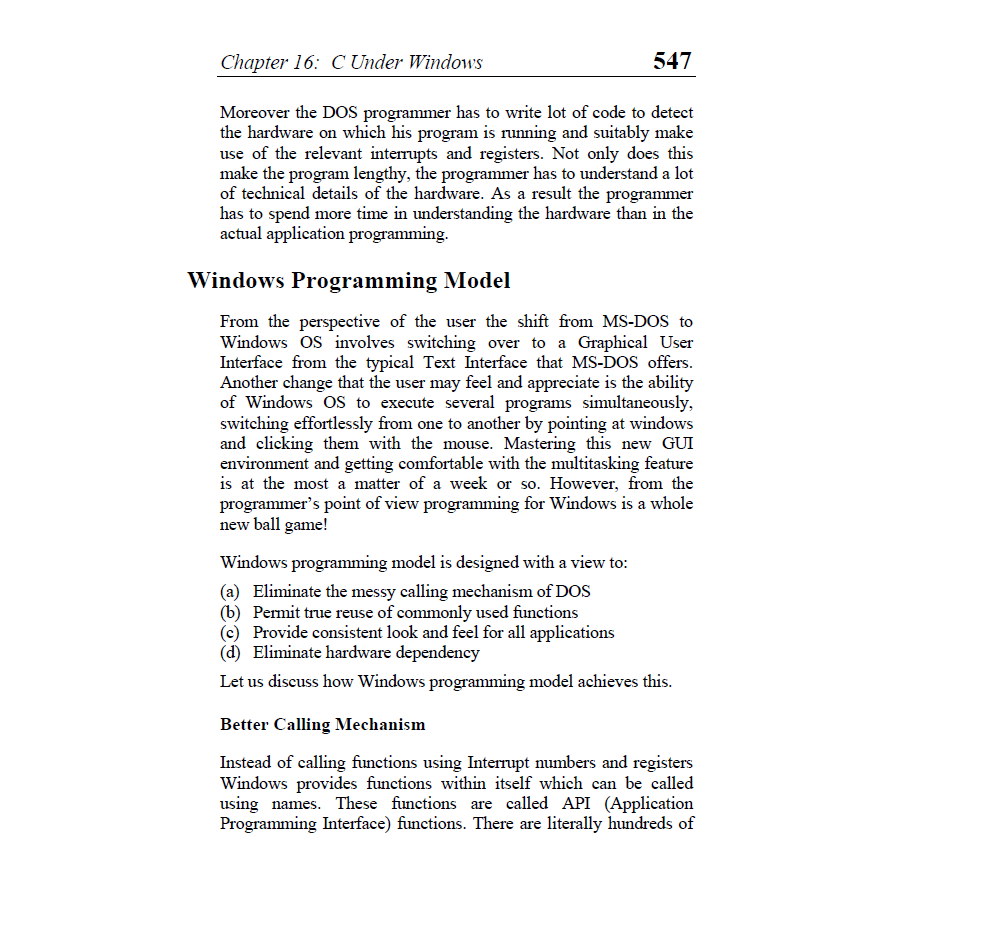 Chapter 16: C Under Windows 547
Moreover the DOS programmer has to write lot of code to detect
the hardware on which his program is running and suitably make
use of the relevant interrupts and registers. Not only does this
make the program lengthy, the programmer has to understand a lot
of technical details of the hardware. As a result the programmer
has to spend more time in understanding the hardware than in the
actual application programming.
Windows Programming Model
From the perspective of the user the shift from MS-DOS to
Windows OS involves switching over to a Graphical User
Interface from the typical Text Interface that MS-DOS offers.
Another change that the user may feel and appreciate is the ability
of Windows OS to execute several programs simultaneously,
switching effortlessly from one to another by pointing at windows
and clicking them with the mouse. Mastering this new GUI
environment and getting comfortable with the multitasking feature
is at the most a matter of a week or so. However, from the
programmer’s point of view programming for Windows is a whole
new ball game!
Windows programming model is designed with a view to:
(a) Eliminate the messy calling mechanism of DOS
(b) Permit true reuse of commonly used functions
(c) Provide consistent look and feel for all applications
(d) Eliminate hardware dependency
Let us discuss how Windows programming model achieves this.
Better Calling Mechanism
Instead of calling functions using Interrupt numbers and registers
Windows provides functions within itself which can be called
using names. These functions are called API (Application
Programming Interface) functions. There are literally hundreds of